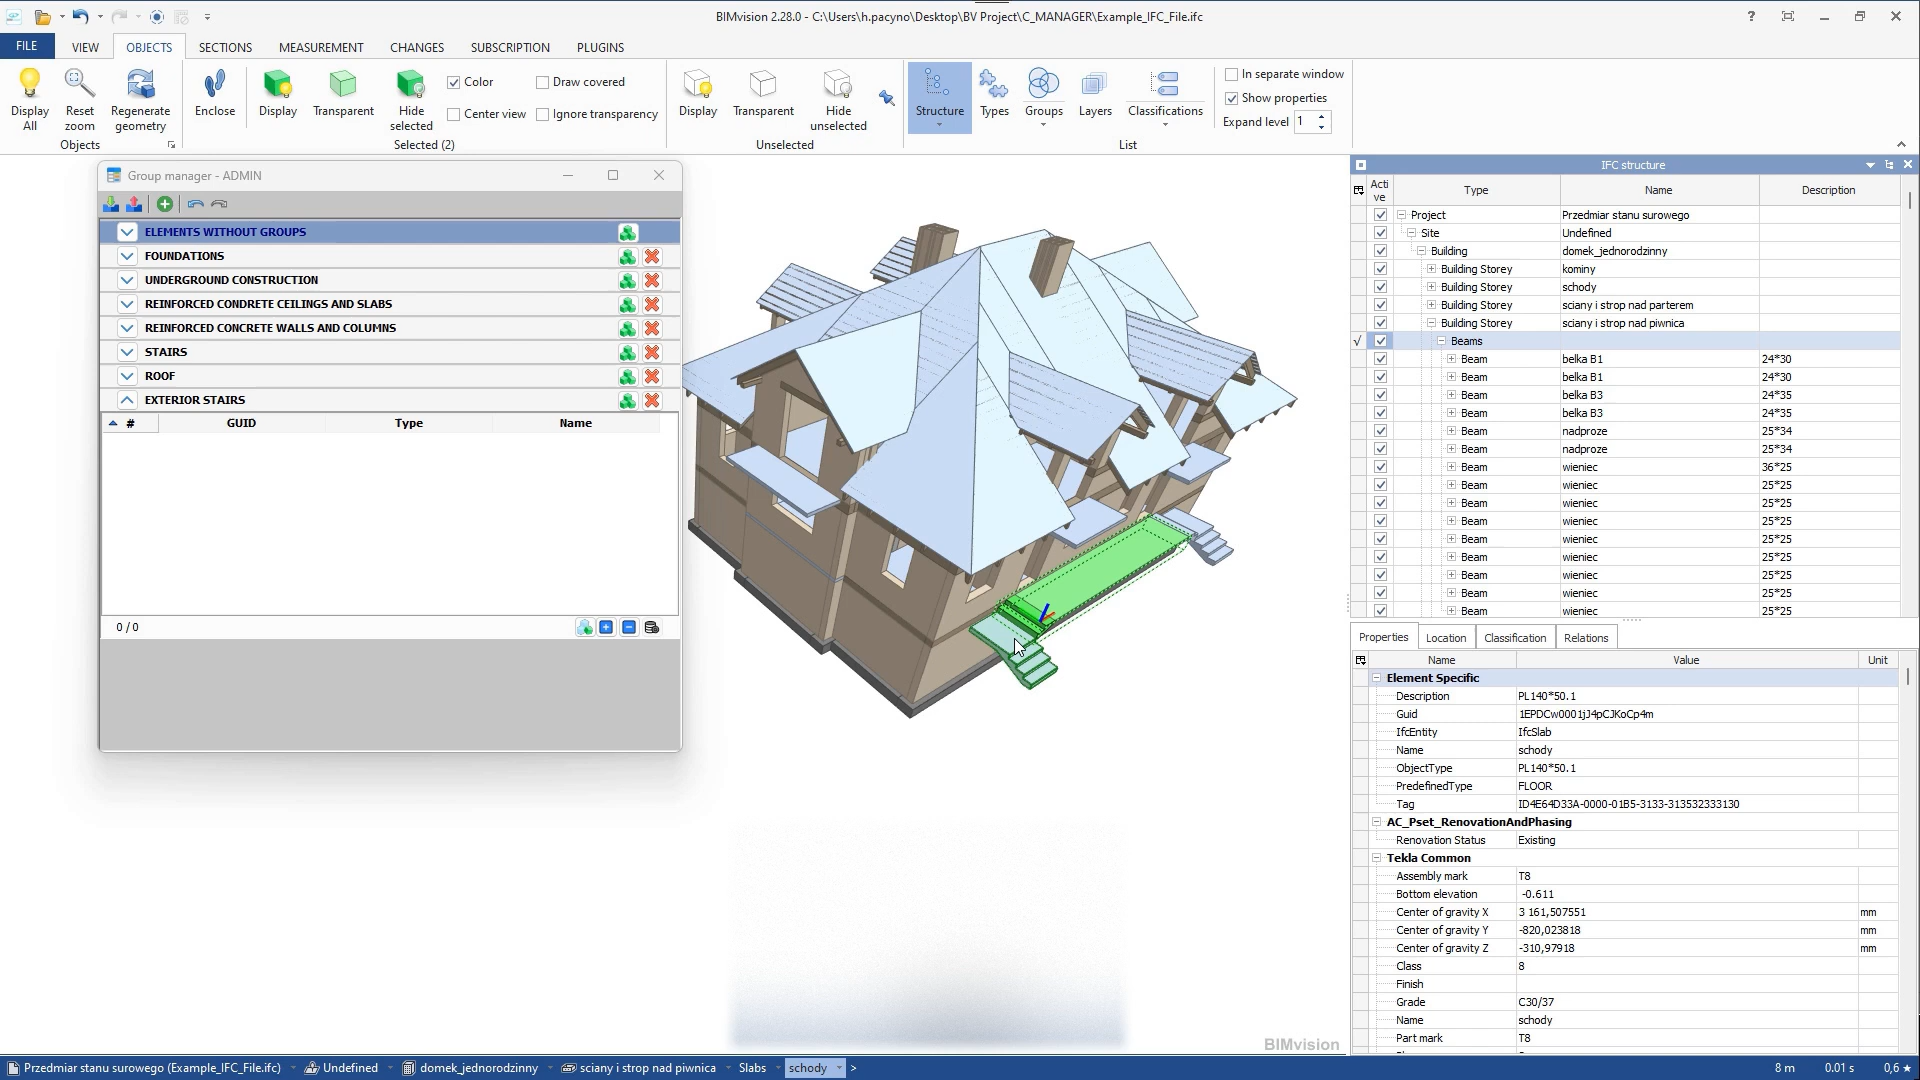 BIMvision 2.28.0 - C:\Users\h.pacyno\Desktop\BV Project\C_MANAGER\Example_IFC_File.ifc
FILE VIEW OBJECTS SECTIONS MEASUREMENT CHANGES SUBSCRIPTION PLUGINS
Display All
Reset zoom
Regenerate geometry
Objects
Enclose
Display
Transparent
Hide selected
Color
Center view
Draw covered
Ignore transparency
Selected (2)
Display
Transparent
Hide unselected
Unselected
Structure
Types
Groups
Layers
Classifications
In separate window
Show properties
Expand level 1
List
Group manager - ADMIN
ELEMENTS WITHOUT GROUPS
FOUNDATIONS
UNDERGROUND CONSTRUCTION
REINFORCED CONDRETE CEILINGS AND SLABS
REINFORCED CONCRETE WALLS AND COLUMNS
STAIRS
ROOF
EXTERIOR STAIRS
# GUID Type Name
0 / 0
IFC structure
Active Type Name Description
Project Przedmiar stanu surowego
Site Undefined
Building domek_jednorodzinny
Building Storey kominy
Building Storey schody
Building Storey sciany i strop nad parterem
Building Storey sciany i strop nad piwnica
√ Beams
Beam belka B1 24*30
Beam belka B1 24*30
Beam belka B3 24*35
Beam belka B3 24*35
Beam nadproze 25*34
Beam nadproze 25*34
Beam wieniec 36*25
Beam wieniec 25*25
Beam wieniec 25*25
Beam wieniec 25*25
Beam wieniec 25*25
Beam wieniec 25*25
Beam wieniec 25*25
Beam wieniec 25*25
Beam wieniec 25*25
Properties Location Classification Relations
Name Value Unit
Element Specific
Description PL140*50.1
Guid 1EPDCw0001jJ4pCJKoCp4m
IfcEntity IfcSlab
Name schody
ObjectType PL140*50.1
PredefinedType FLOOR
Tag ID4E64D33A-0000-01B5-3133-313532333130
AC_Pset_RenovationAndPhasing
Renovation Status Existing
Tekla Common
Assembly mark T8
Bottom elevation -0.611
Center of gravity X 3 161,507551 mm
Center of gravity Y -820,023818 mm
Center of gravity Z -310,97918 mm
Class 8
Finish
Grade C30/37
Name schody
Part mark T8
BIMvision
Przedmiar stanu surowego (Example_IFC_File.ifc) Undefined domek_jednorodzinny sciany i strop nad piwnica Slabs schody > 8 m 0.01 s 0,6 ★